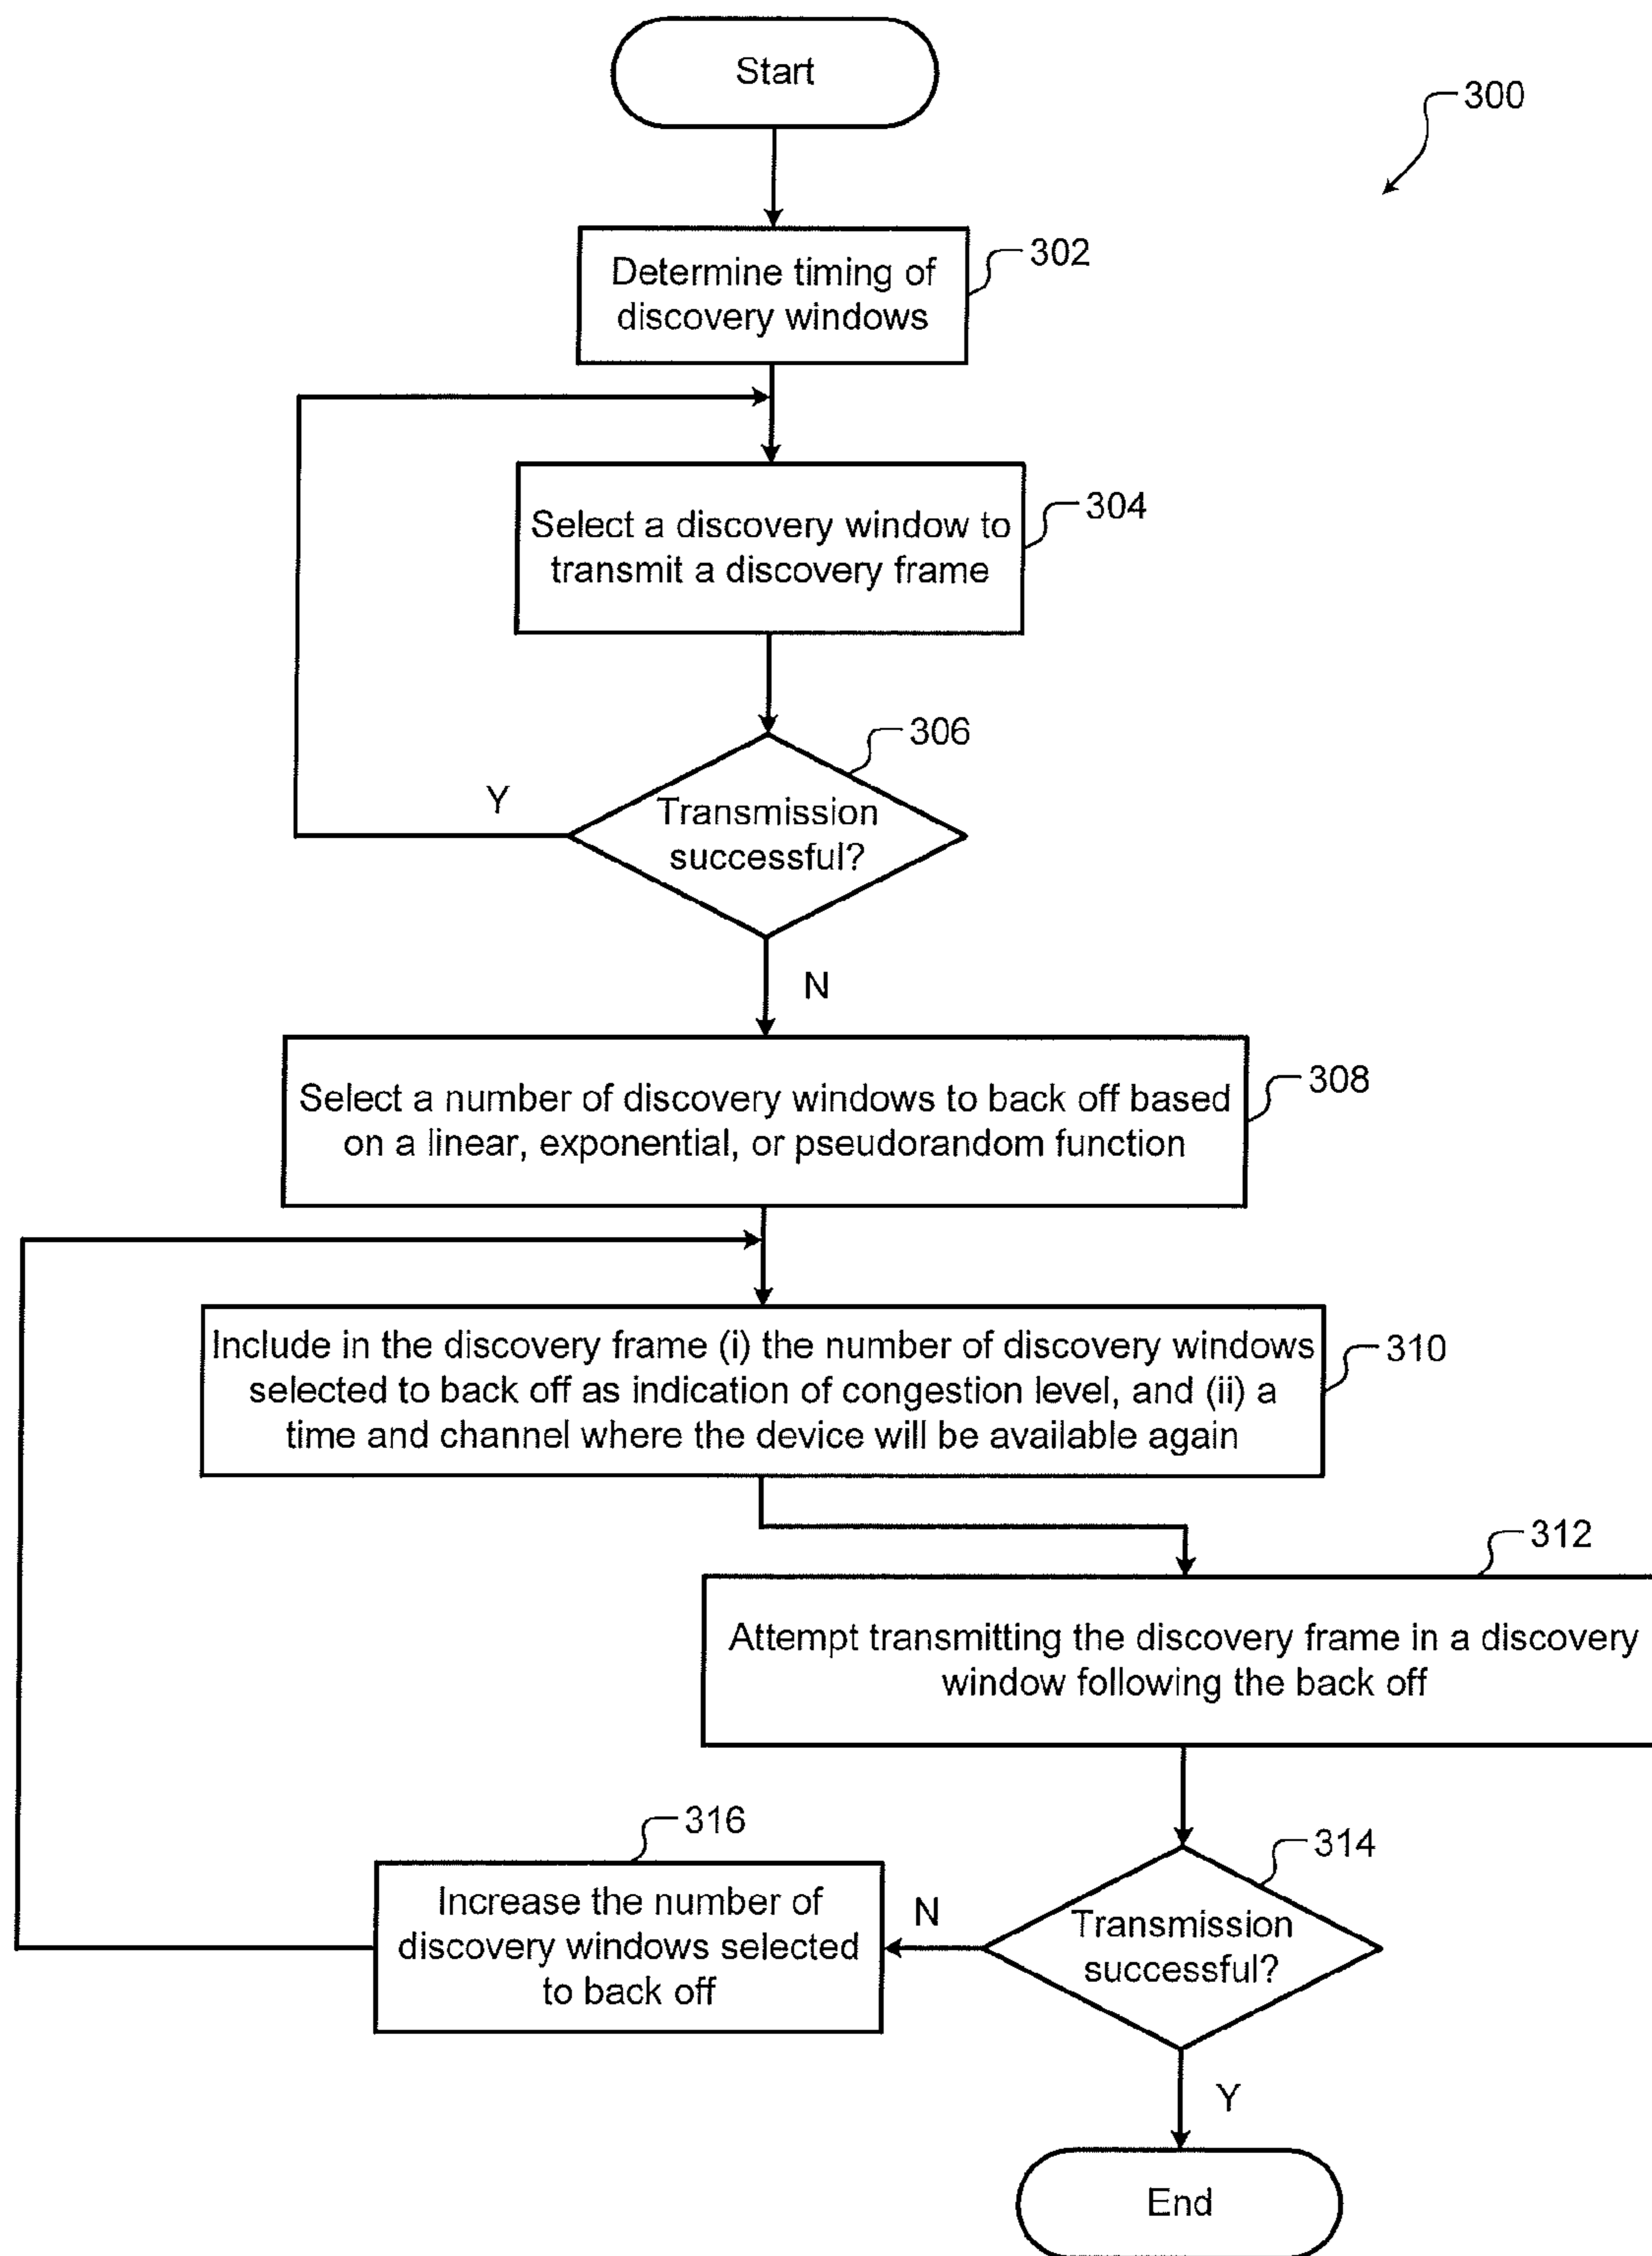 Start
300
Determine timing of
discovery windows
302
Select a discovery window to
transmit a discovery frame
304
306
Transmission
successful?
Y
N
Select a number of discovery windows to back off based
on a linear, exponential, or pseudorandom function
308
Include in the discovery frame (i) the number of discovery windows
selected to back off as indication of congestion level, and (ii) a
time and channel where the device will be available again
310
312
Attempt transmitting the discovery frame in a discovery
window following the back off
314
Transmission
successful?
N
316
Increase the number of
discovery windows selected
to back off
Y
End